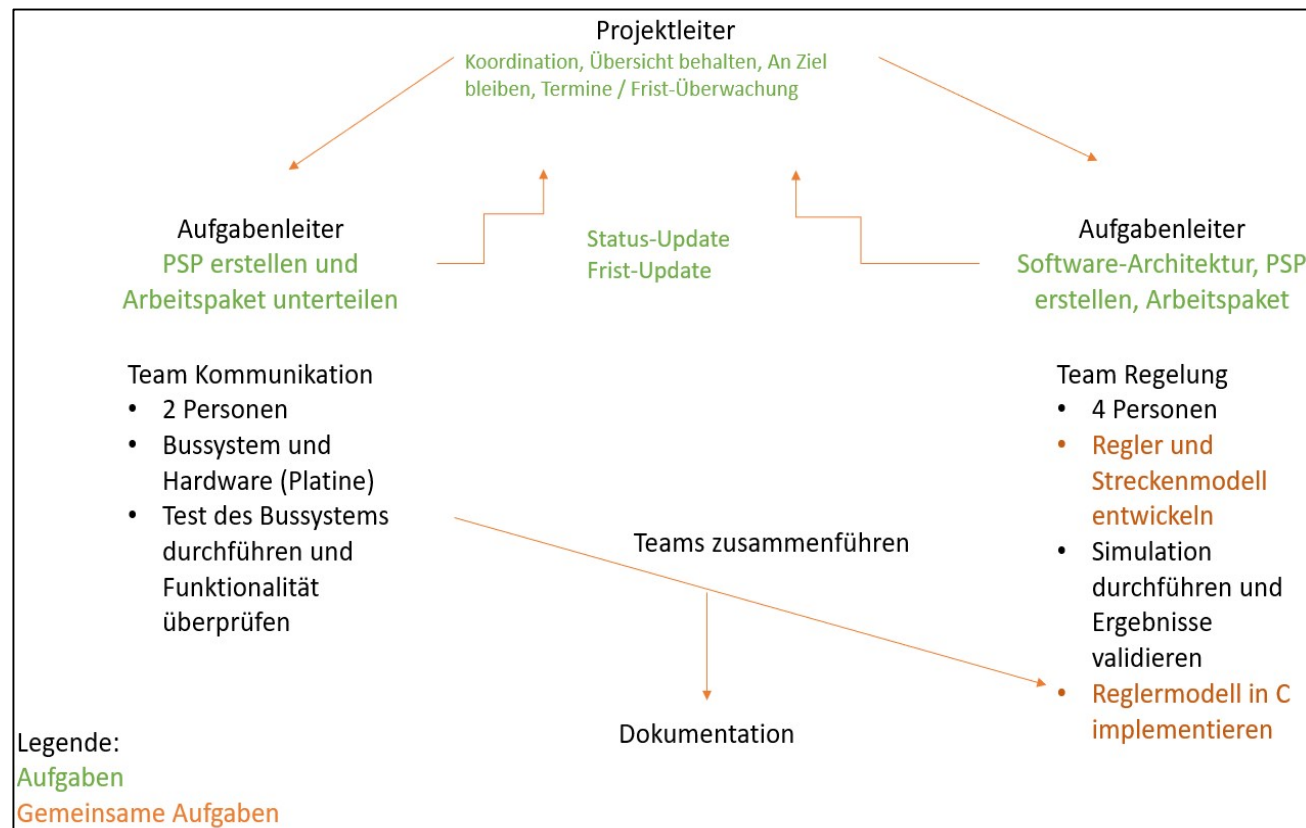 Projektleiter
Koordination, Übersicht behalten, An Ziel
bleiben, Termine / Frist-Überwachung
Aufgabenleiter
PSP erstellen und
Arbeitspaket unterteilen
Status-Update
Frist-Update
Aufgabenleiter
Software-Architektur, PSP
erstellen, Arbeitspaket
Team Kommunikation
• 2 Personen
• Bussystem und
Hardware (Platine)
• Test des Bussystems
durchführen und
Funktionalität
überprüfen
Team Regelung
• 4 Personen
• Regler und
Streckenmodell
entwickeln
• Simulation
durchführen und
Ergebnisse
validieren
• Reglermodell in C
implementieren
Teams zusammenführen
Dokumentation
Legende:
Aufgaben
Gemeinsame Aufgaben